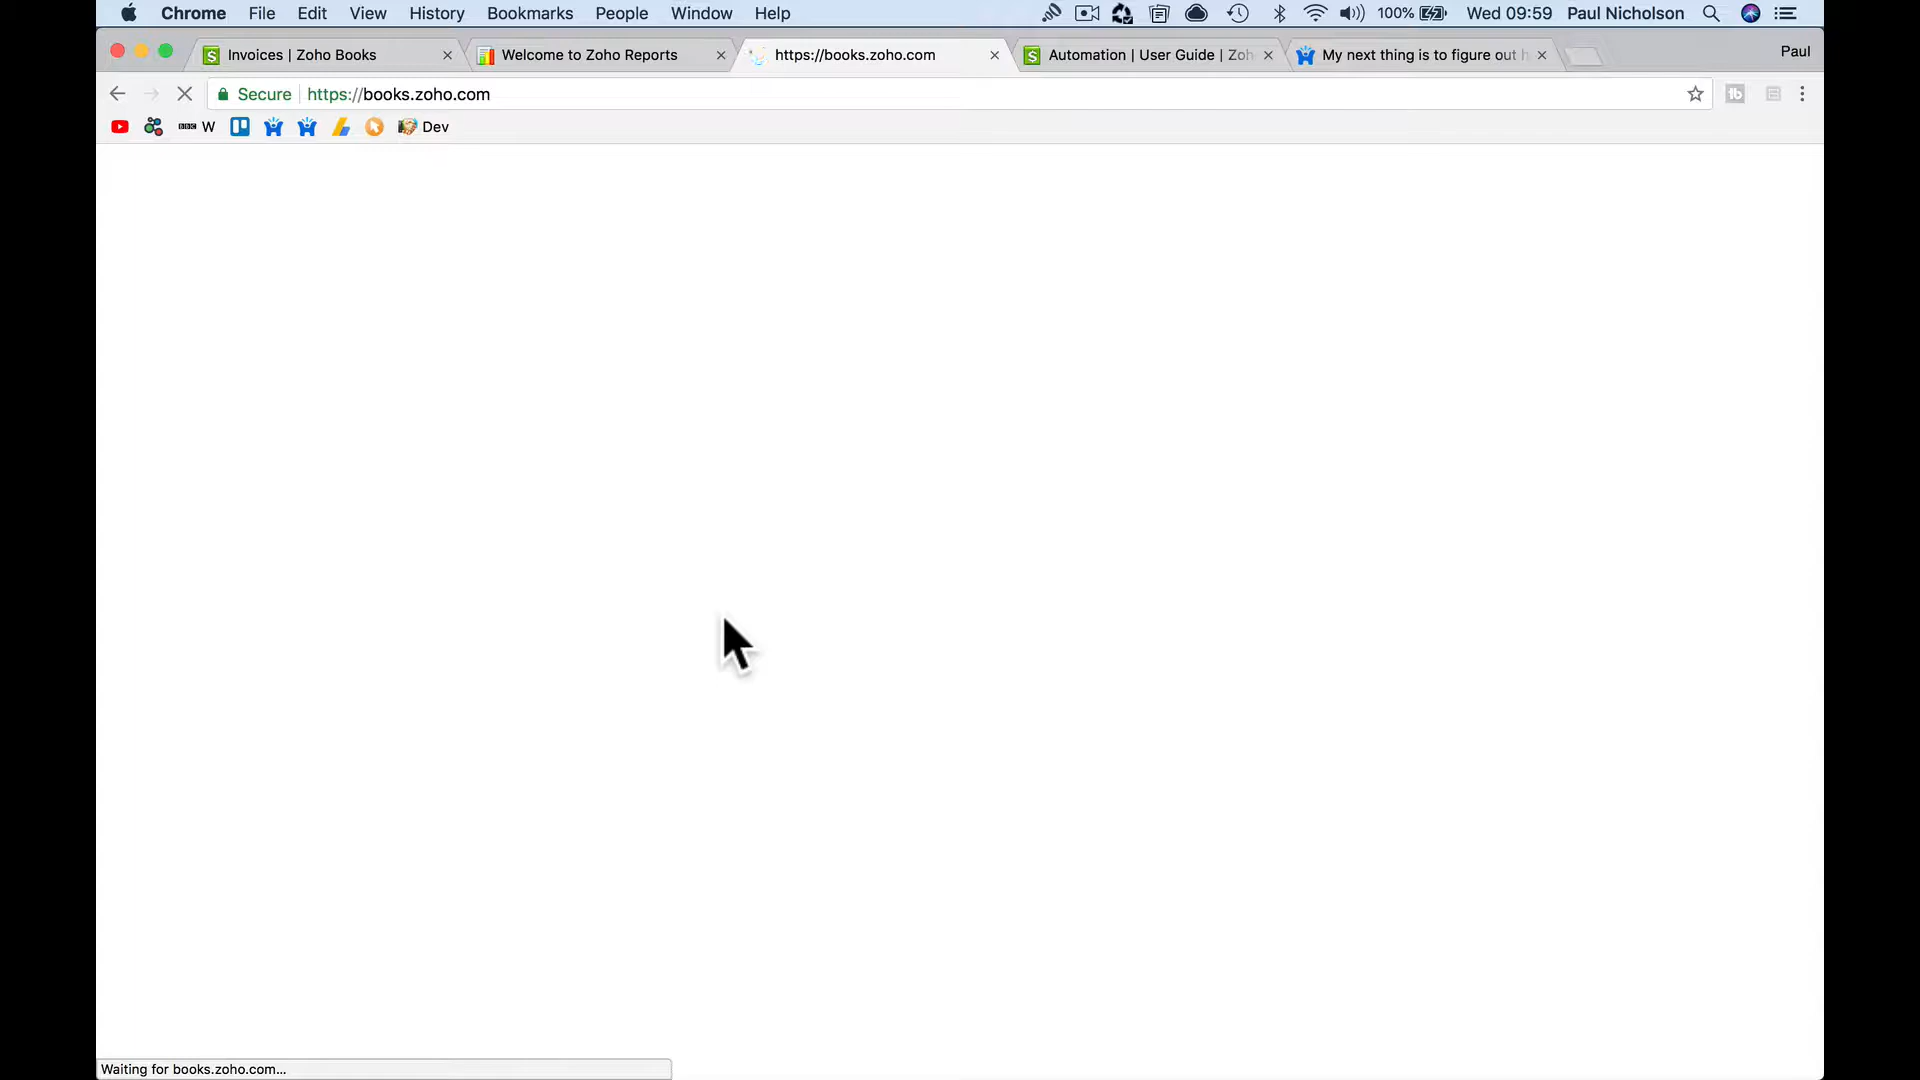 Chrome File Edit View History Bookmarks People Window Help 100% Wed 09:59 Paul Nicholson
Invoices | Zoho Books Welcome to Zoho Reports https://books.zoho.com Automation | User Guide | Zoh My next thing is to figure out h Paul
Secure https://books.zoho.com
BBC W Dev
Waiting for books.zoho.com...